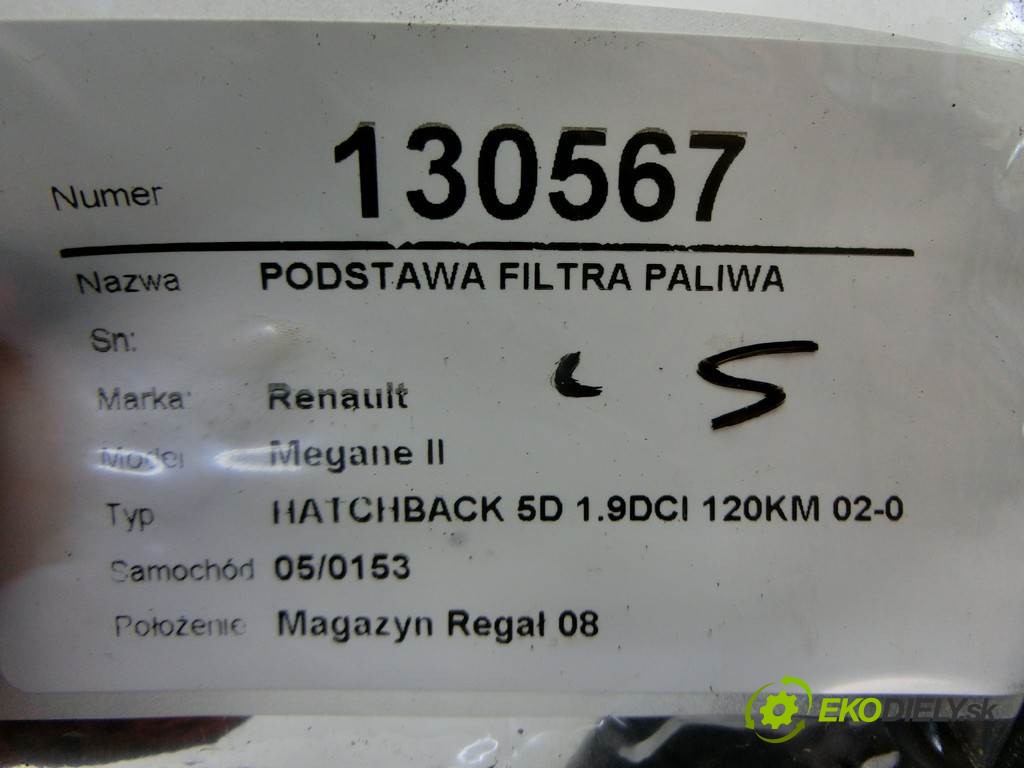 Numer 130567
Nazwa PODSTAWA FILTRA PALIWA
Sn:
Marka: Renault
Model Megane II
Typ HATCHBACK 5D 1.9DCI 120KM 02-0
Samochód 05/0153
Położenie Magazyn Regał 08
EKODIELY.sk